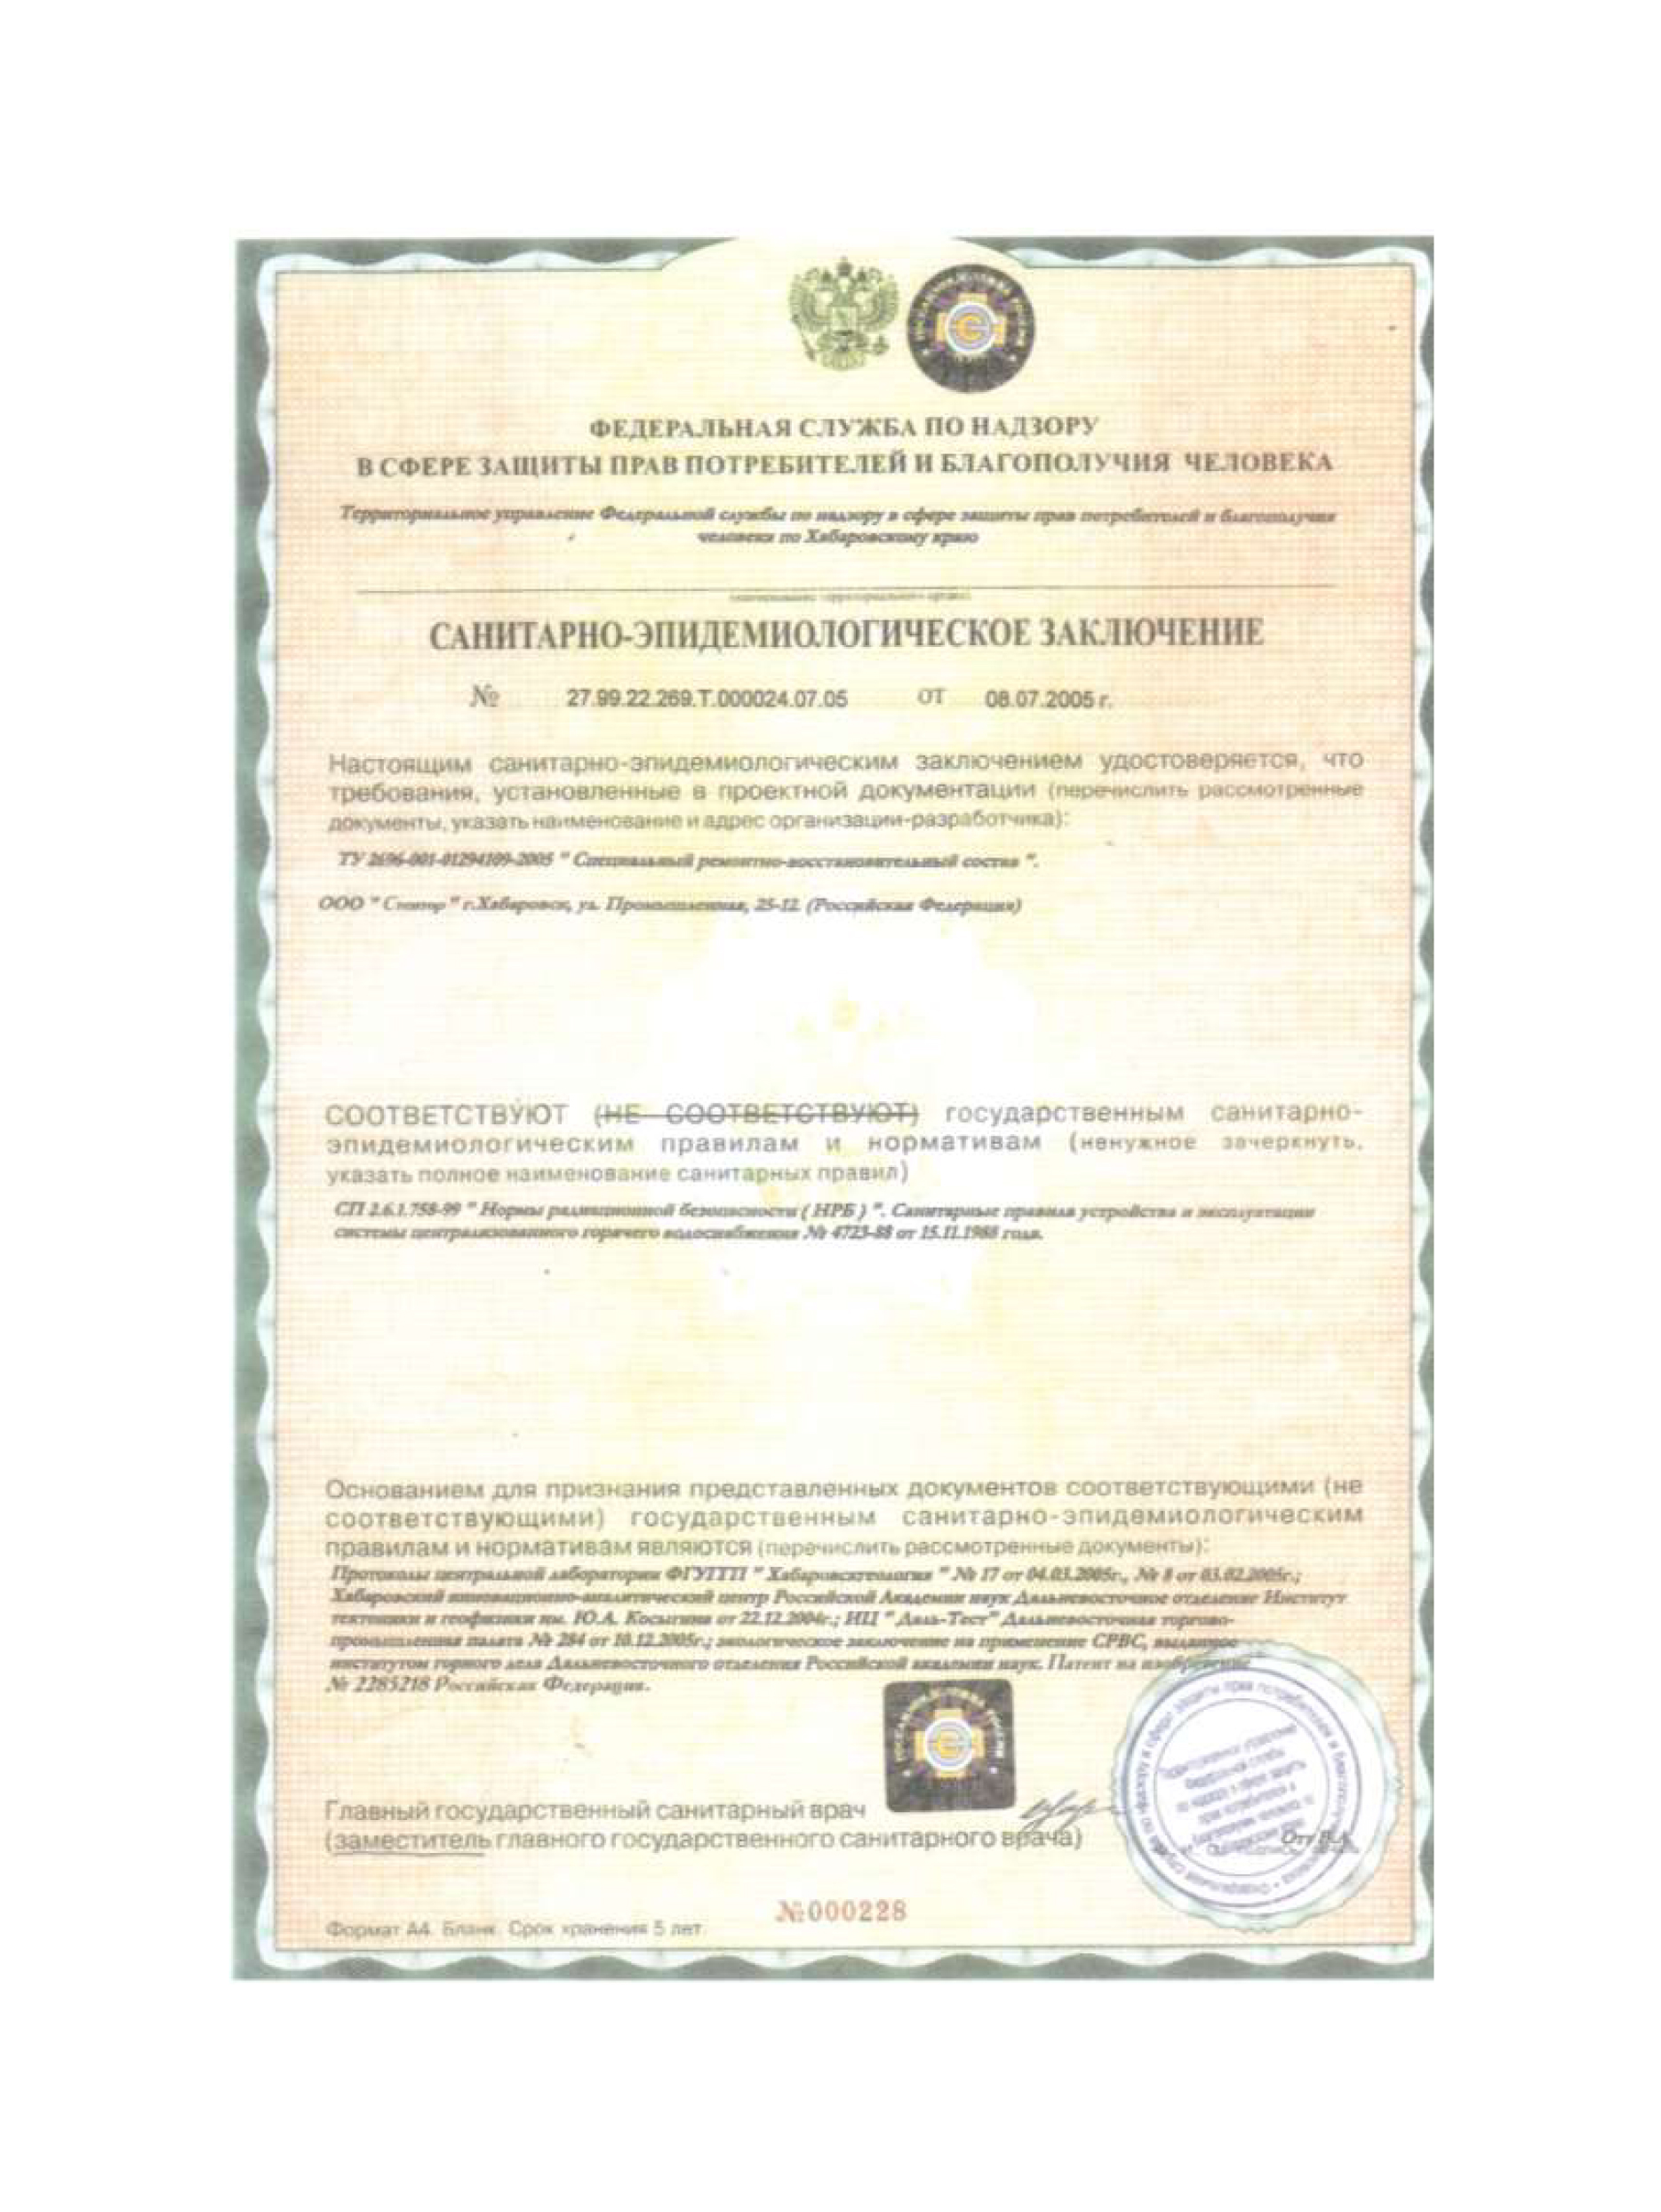 ФЕДЕРАЛЬНАЯ СЛУЖБА ПО НАДЗОРУ
В СФЕРЕ ЗАЩИТЫ ПРАВ ПОТРЕБИТЕЛЕЙ И БЛАГОПОЛУЧИЯ ЧЕЛОВЕКА
Территориальное управление Федеральной службы по надзору в сфере защиты прав потребителей и благополучия
человека по Хабаровскому краю
(наименование территориального органа)
САНИТАРНО-ЭПИДЕМИОЛОГИЧЕСКОЕ ЗАКЛЮЧЕНИЕ
№ 27.99.22.269.Т.000024.07.05 ОТ 08.07.2005 г.
Настоящим санитарно-эпидемиологическим заключением удостоверяется, что
требования, установленные в проектной документации (перечислить рассмотренные
документы, указать наименование и адрес организации-разработчика):
ТУ 2696-001-01294109-2005 " Специальный ремонтно-восстановительный состав ".
ООО " " г.Хабаровск, ул. Промышленная, 25-12. (Российская Федерация)
СООТВЕТСТВУЮТ (НЕ СООТВЕТСТВУЮТ) государственным санитарно-
эпидемиологическим правилам и нормативам (ненужное зачеркнуть,
указать полное наименование санитарных правил)
СП 2.6.1.758-99 " Нормы радиационной безопасности ( НРБ ) ". Санитарные правила устройства и эксплуатации
системы централизованного горячего водоснабжения № 4723-88 от 15.11.1988 года.
Основанием для признания представленных документов соответствующими (не
соответствующими) государственным санитарно-эпидемиологическим
правилам и нормативам являются (перечислить рассмотренные документы):
Протоколы центральной лаборатории ФГУГГП " Хабаровскгеология " № 17 от 04.03.2005г., № 8 от 03.02.2005г.;
Хабаровский инновационно-аналитический центр Российской Академии наук Дальневосточное отделение Институт
тектоники и геофизики им. Ю.А. Косыгина от 22.12.2004г.; ИЦ " Даль-Тест" Дальневосточная торгово-
промышленная палата № 284 от 10.12.2005г.; экологическое заключение на применение СРВС, выданное
институтом горного дела Дальневосточного отделения Российской академии наук. Патент на изобретение
№ 2285218 Российская Федерация.
Главный государственный санитарный врач
(заместитель главного государственного санитарного врача)
№000228
Формат А4. Бланк. Срок хранения 5 лет.